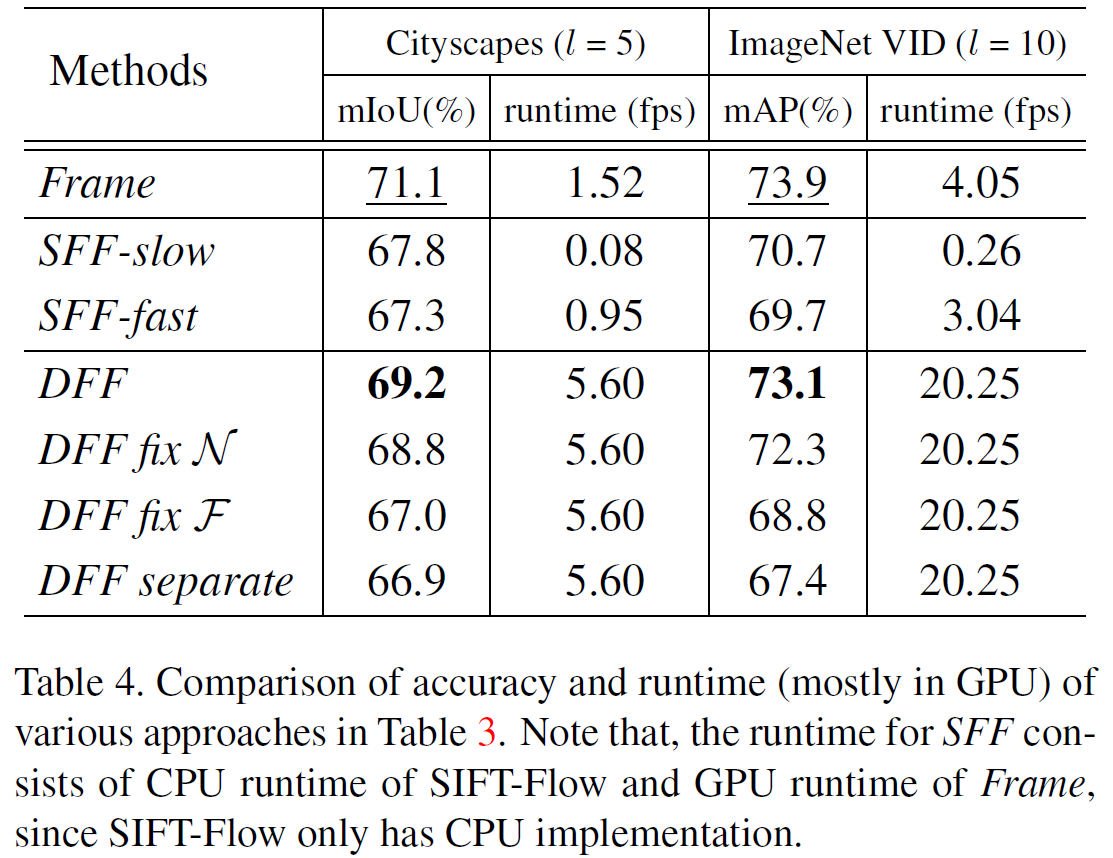 Methods Cityscapes (l = 5) ImageNet VID (l = 10)
mIoU(%) runtime (fps) mAP(%) runtime (fps)
Frame 71.1 1.52 73.9 4.05
SFF-slow 67.8 0.08 70.7 0.26
SFF-fast 67.3 0.95 69.7 3.04
DFF 69.2 5.60 73.1 20.25
DFF fix 𝒩 68.8 5.60 72.3 20.25
DFF fix ℱ 67.0 5.60 68.8 20.25
DFF separate 66.9 5.60 67.4 20.25
Table 4. Comparison of accuracy and runtime (mostly in GPU) of
various approaches in Table 3. Note that, the runtime for SFF con-
sists of CPU runtime of SIFT-Flow and GPU runtime of Frame,
since SIFT-Flow only has CPU implementation.